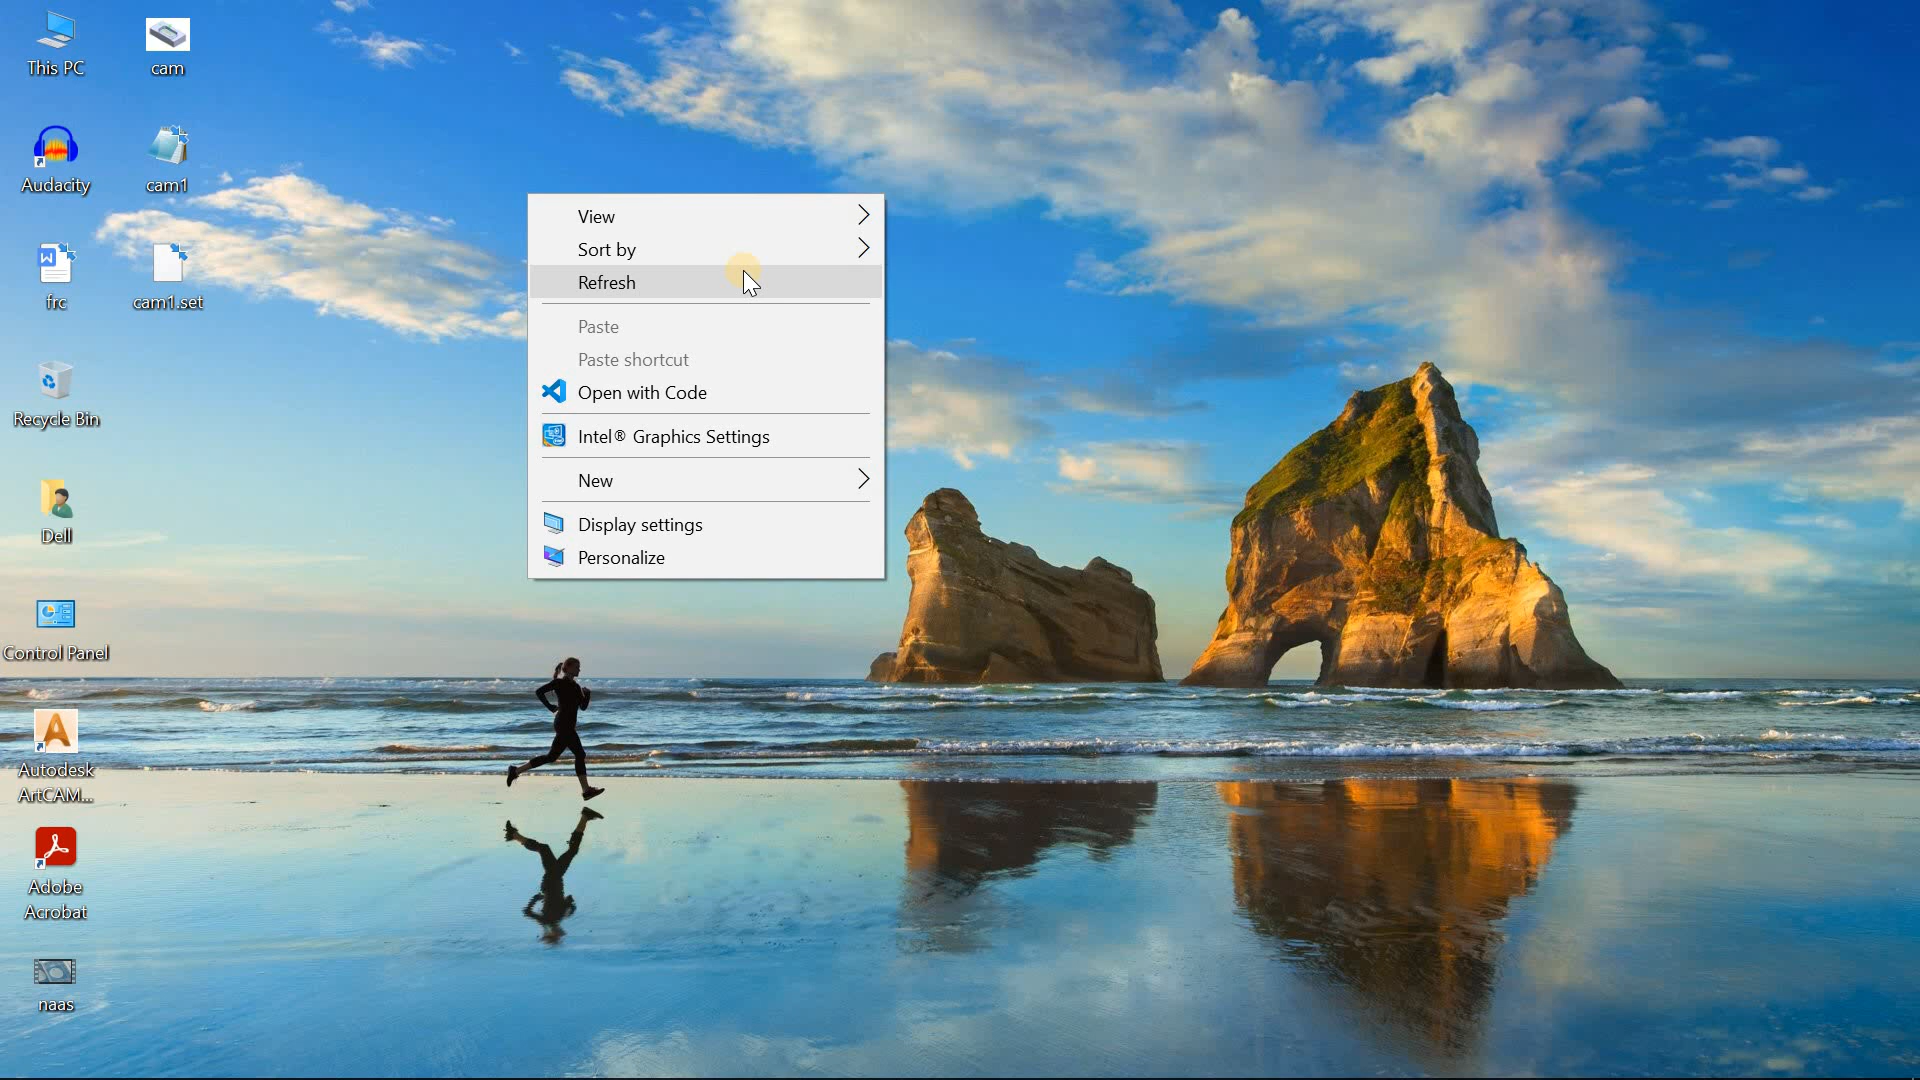 This PC
cam
Audacity
cam1
frc
cam1.set
Recycle Bin
Dell
Control Panel
Autodesk
ArtCAM...
Adobe
Acrobat
naas
View
Sort by
Refresh
Paste
Paste shortcut
Open with Code
Intel® Graphics Settings
New
Display settings
Personalize